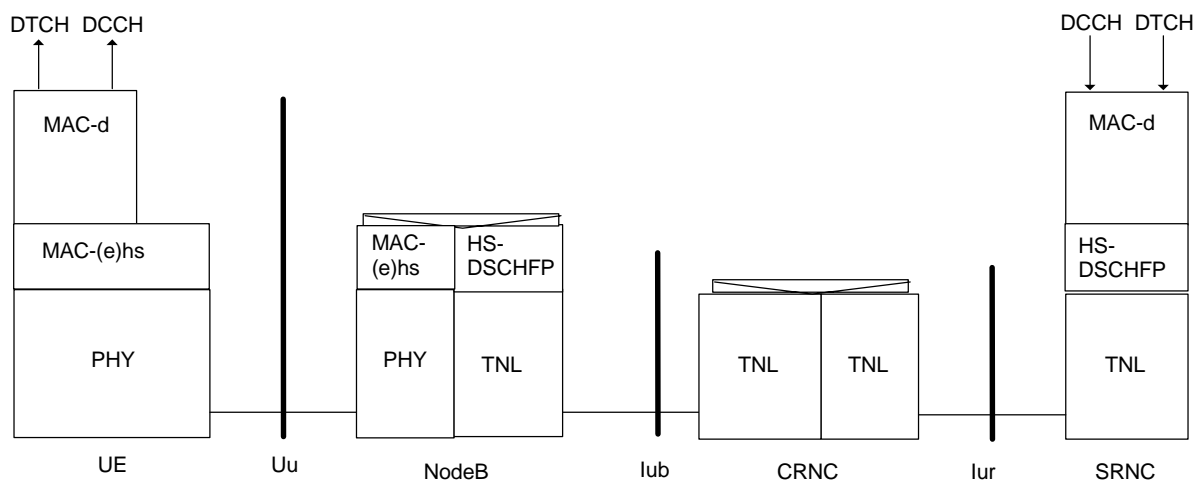 DTCH DCCH
DCCH DTCH
MAC-d
MAC-d
MAC-(e)hs
MAC-
(e)hs
HS-
DSCHFP
HS-
DSCHFP
PHY
PHY
TNL
TNL
TNL
TNL
UE
Uu
NodeB
Iub
CRNC
Iur
SRNC